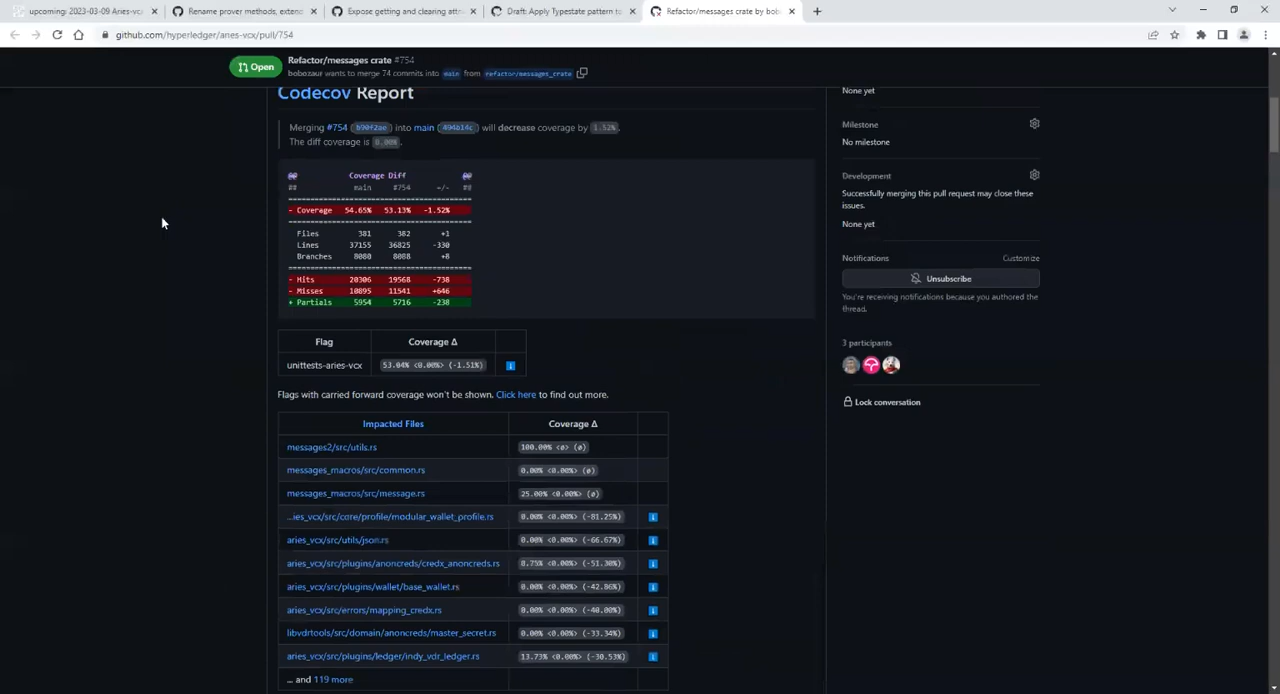 upcoming: 2023-03-09 Aries-vc
Rename prover methods, extend
Expose getting and clearing attri
Draft: Apply Typestate pattern to
Refactor/messages crate by bob
github.com/hyperledger/aries-vcx/pull/754
Open
Refactor/messages crate #754
bobozaur wants to merge 74 commits into main from refactor/messages_crate
Codecov Report
Merging #754 (b90f2ae) into main (494b14c) will decrease coverage by 1.52%.
The diff coverage is 0.00%.
@@ Coverage Diff @@
## main #754 +/- ##
- Coverage 54.65% 53.13% -1.52%
Files 381 382 +1
Lines 37155 36825 -330
Branches 8080 8088 +8
- Hits 20306 19568 -738
- Misses 10895 11541 +646
+ Partials 5954 5716 -238
Flag Coverage Δ
unittests-aries-vcx 53.04% <0.00%> (-1.51%)
Flags with carried forward coverage won't be shown. Click here to find out more.
Impacted Files Coverage Δ
messages2/src/utils.rs 100.00% <ø> (ø)
messages_macros/src/common.rs 0.00% <0.00%> (ø)
messages_macros/src/message.rs 25.00% <0.00%> (ø)
...ies_vcx/src/core/profile/modular_wallet_profile.rs 0.00% <0.00%> (-81.25%)
aries_vcx/src/utils/json.rs 0.00% <0.00%> (-66.67%)
aries_vcx/src/plugins/anoncreds/credx_anoncreds.rs 8.75% <0.00%> (-51.30%)
aries_vcx/src/plugins/wallet/base_wallet.rs 0.00% <0.00%> (-42.86%)
aries_vcx/src/errors/mapping_credx.rs 8.00% <0.00%> (-40.00%)
libvdrtools/src/domain/anoncreds/master_secret.rs 0.00% <0.00%> (-33.34%)
aries_vcx/src/plugins/ledger/indy_vdr_ledger.rs 13.73% <0.00%> (-30.53%)
... and 119 more
None yet
Milestone
No milestone
Development
Successfully merging this pull request may close these
issues.
None yet
Notifications Customize
Unsubscribe
You're receiving notifications because you authored the
thread.
3 participants
Lock conversation